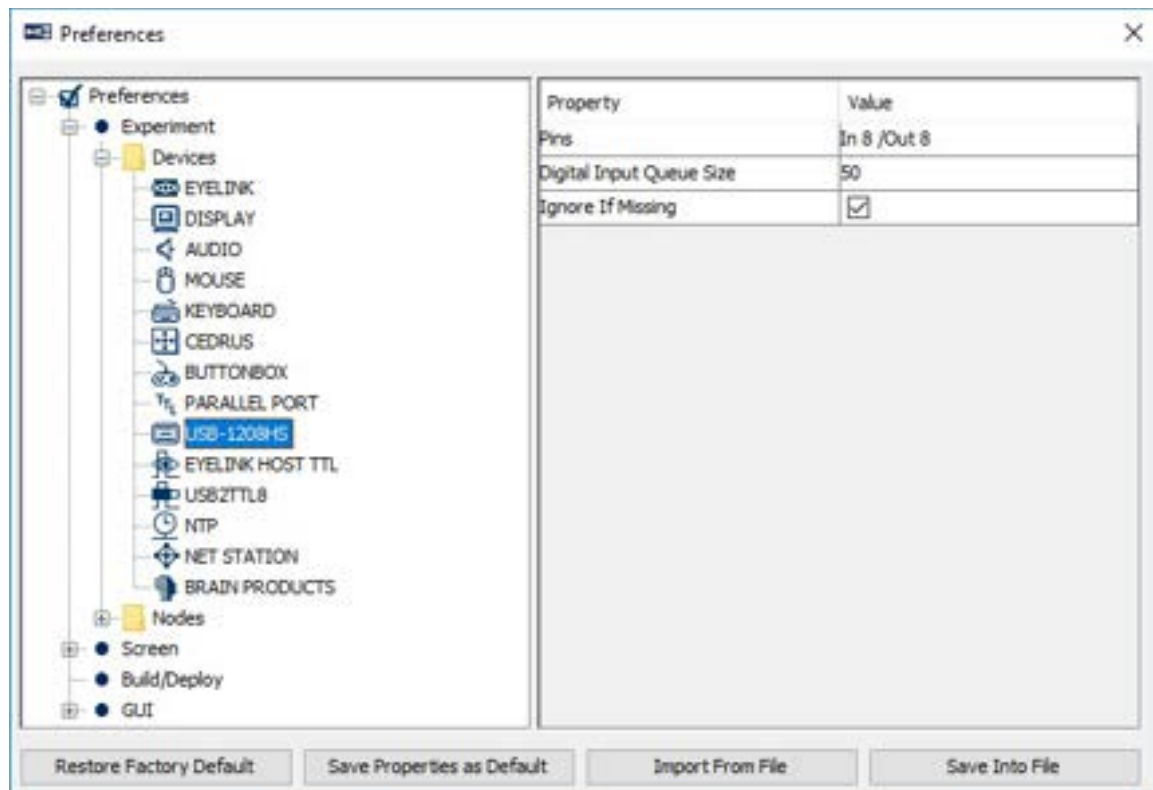 Preferences
Preferences
Experiment
Devices
EYELINK
DISPLAY
AUDIO
MOUSE
KEYBOARD
CEDRUS
BUTTONBOX
TTL PARALLEL PORT
USB-1208HS
EYELINK HOST TTL
USB2TTL8
NTP
NET STATION
BRAIN PRODUCTS
Nodes
Screen
Build/Deploy
GUI
Property Value
Pins In 8 /Out 8
Digital Input Queue Size 50
Ignore If Missing
Restore Factory Default Save Properties as Default Import From File Save Into File